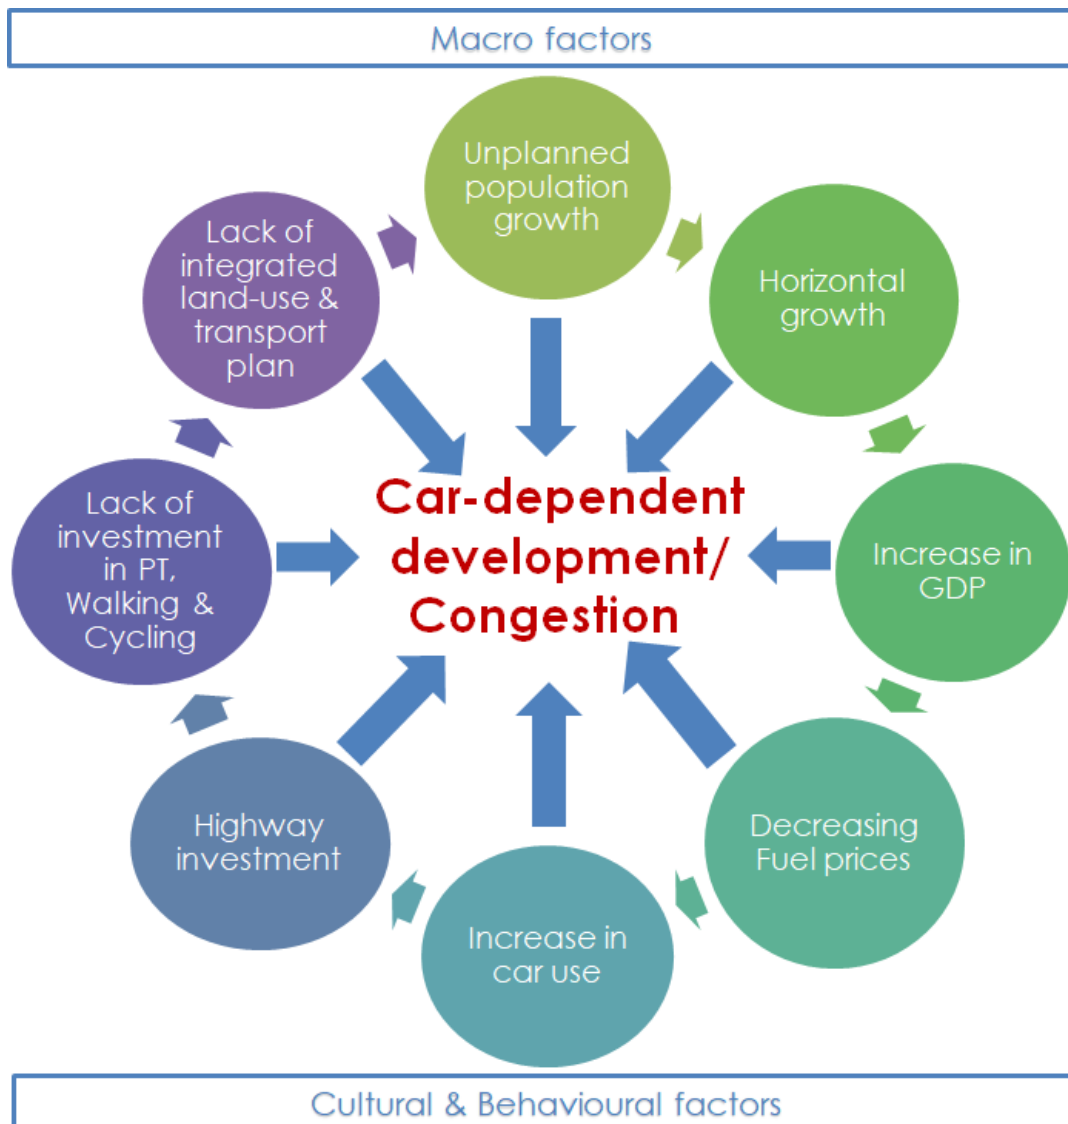 Macro factors
Unplanned
population
growth
Horizontal
growth
Increase in
GDP
Decreasing
Fuel prices
Increase in
car use
Highway
investment
Lack of
investment
in PT,
Walking &
Cycling
Lack of
integrated
land-use &
transport
plan
Car-dependent
development/
Congestion
Cultural & Behavioural factors